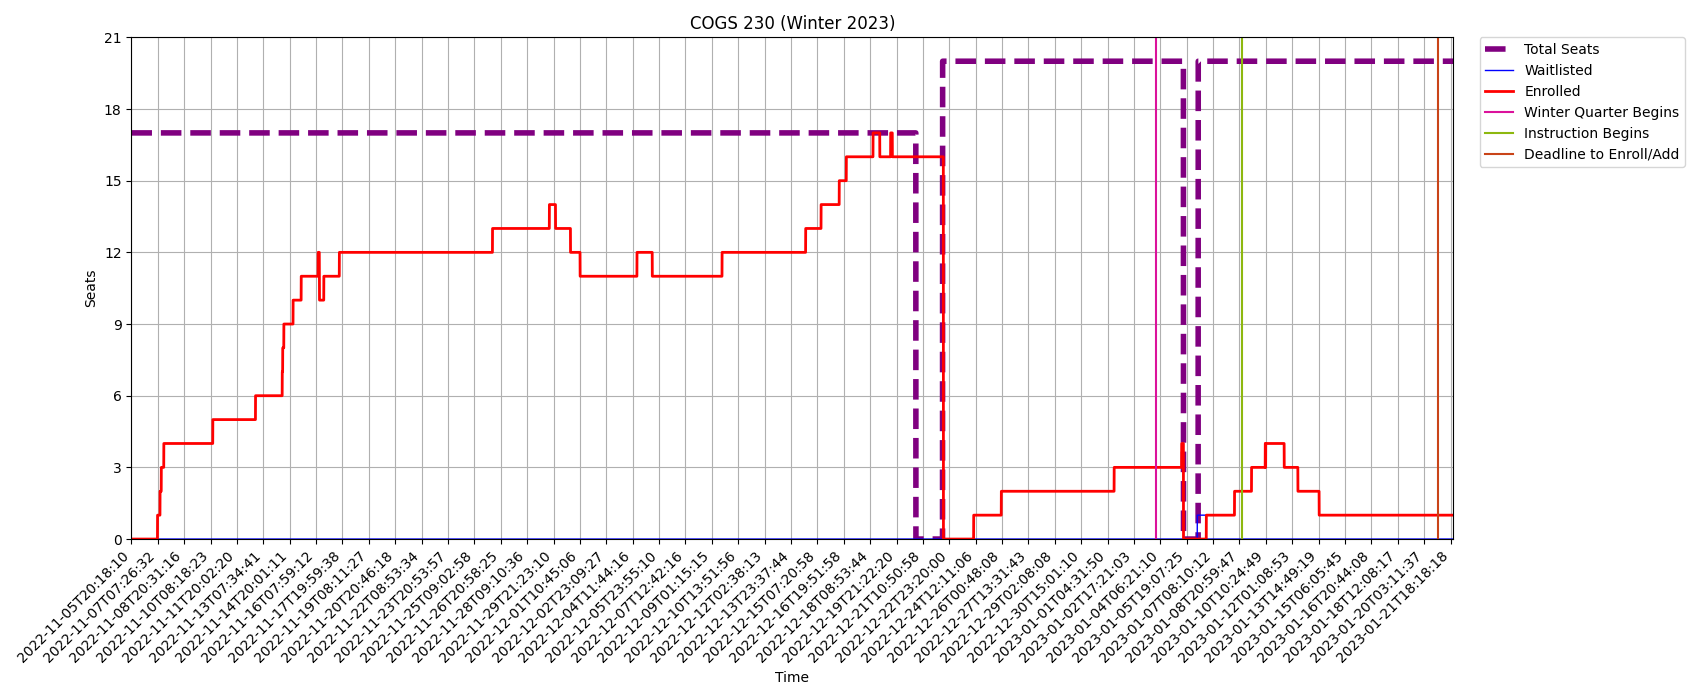 COGS 230 (Winter 2023)
21
18
15
12
9
6
3
0
Seats
Total Seats
Waitlisted
Enrolled
Winter Quarter Begins
Instruction Begins
Deadline to Enroll/Add
2022-11-05T20:18:10
2022-11-07T07:26:32
2022-11-08T20:31:16
2022-11-10T08:18:23
2022-11-11T20:02:20
2022-11-13T07:34:41
2022-11-14T20:01:11
2022-11-16T07:59:12
2022-11-17T19:59:38
2022-11-19T08:11:27
2022-11-20T20:46:18
2022-11-22T08:53:34
2022-11-23T20:53:57
2022-11-25T09:02:58
2022-11-26T20:58:25
2022-11-28T09:10:36
2022-11-29T21:23:10
2022-12-01T10:45:06
2022-12-02T23:09:27
2022-12-04T11:44:16
2022-12-05T23:55:10
2022-12-07T12:42:16
2022-12-09T01:15:15
2022-12-10T13:51:56
2022-12-12T02:38:13
2022-12-13T23:37:44
2022-12-15T07:20:58
2022-12-16T19:51:58
2022-12-18T08:53:44
2022-12-19T21:22:20
2022-12-21T10:50:58
2022-12-22T23:20:00
2022-12-24T12:11:06
2022-12-26T00:48:08
2022-12-27T13:31:43
2022-12-29T02:08:08
2022-12-30T15:01:10
2023-01-01T04:31:50
2023-01-02T17:21:03
2023-01-04T06:21:10
2023-01-05T19:07:25
2023-01-07T08:10:12
2023-01-08T20:59:47
2023-01-10T10:24:49
2023-01-12T01:08:53
2023-01-13T14:49:19
2023-01-15T06:05:45
2023-01-16T20:44:08
2023-01-18T12:08:17
2023-01-20T03:11:37
2023-01-21T18:18:18
Time